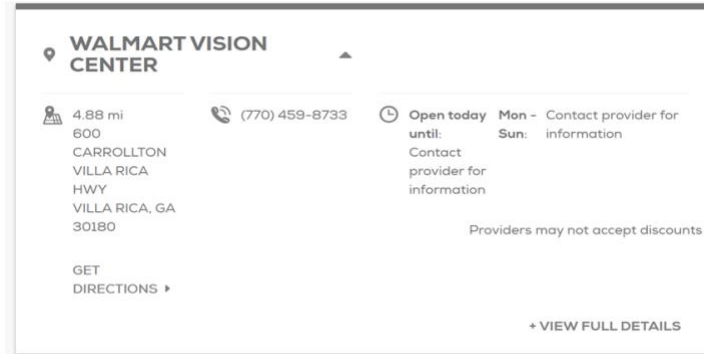 WALMART VISION
CENTER
4.88 mi
600
CARROLLTON
VILLA RICA
HWY
VILLA RICA, GA
30180
GET
DIRECTIONS
(770) 459-8733
Open today
until:
Contact
provider for
information
Mon - Contact provider for
Sun: information
Providers may not accept discounts
+ VIEW FULL DETAILS